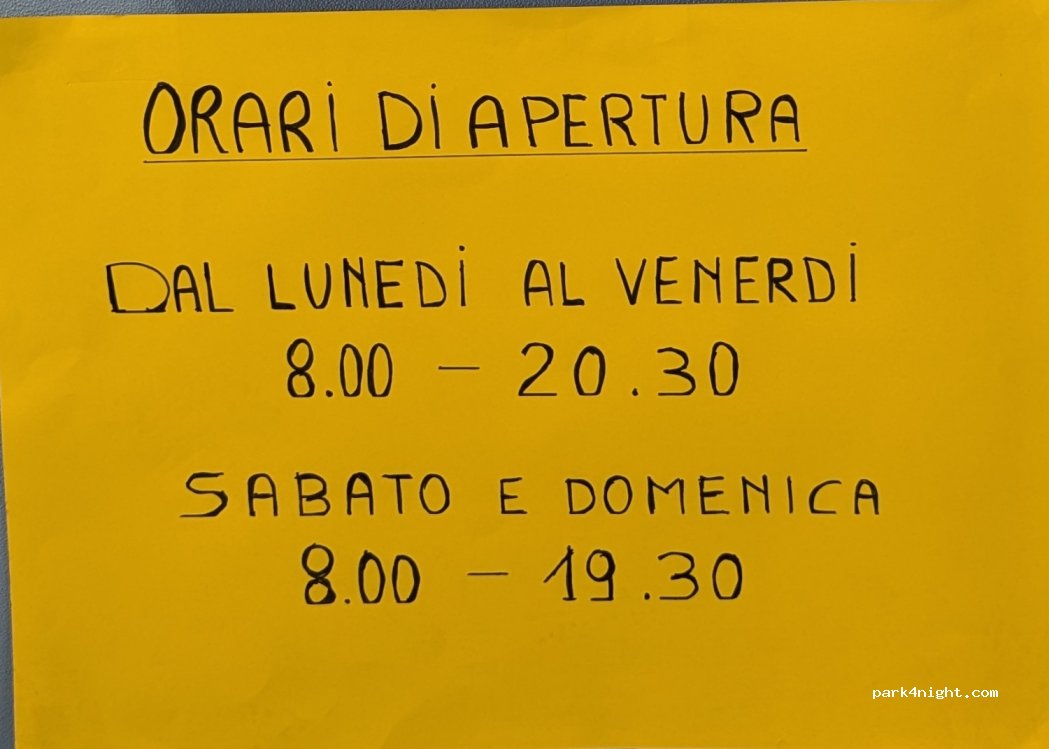 ORARI DI APERTURA
DAL LUNEDI AL VENERDI
8.00 - 20.30
SABATO E DOMENICA
8.00 - 19.30
park4night.com